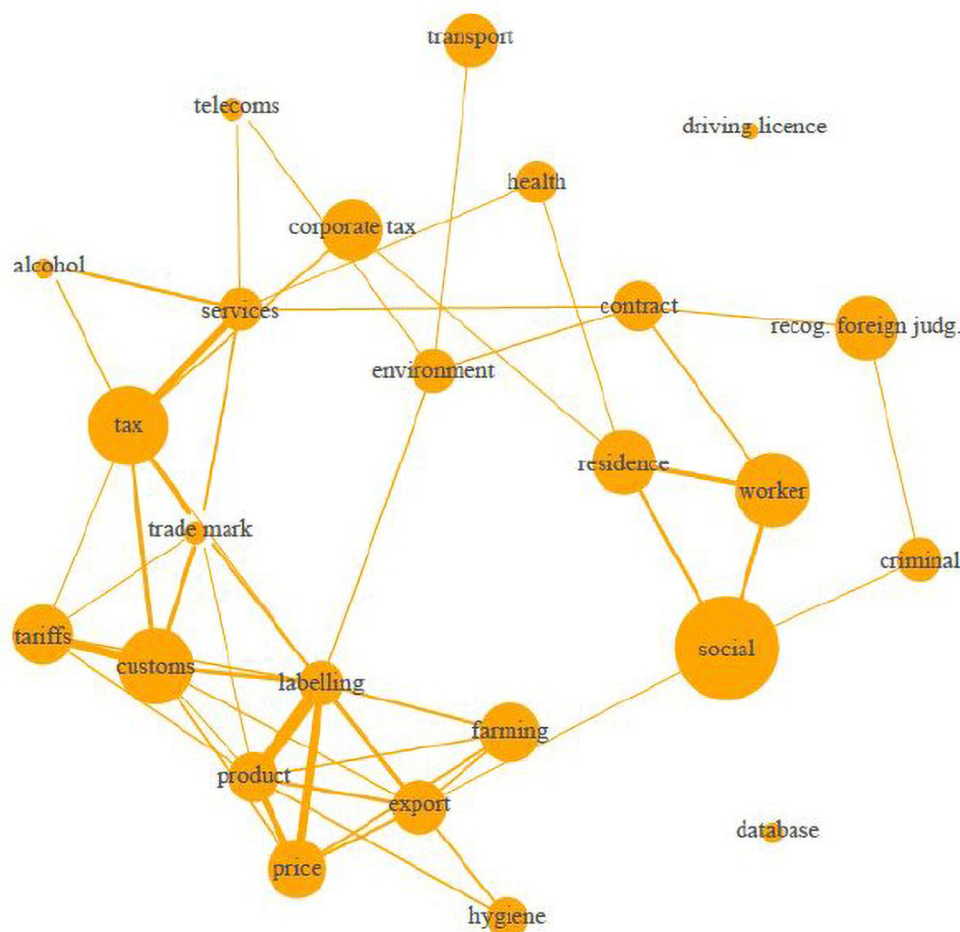 transport
telecoms
driving licence
health
corporate tax
alcohol
services
contract
recog. foreign judg.
environment
tax
residence
worker
trade mark
criminal
tariffs
customs
social
labelling
farming
product
export
database
price
hygiene